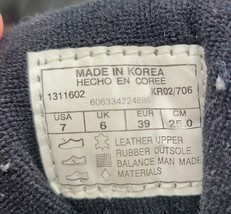 MADE IN KOREA
HECHO EN COREE
1311602 KR02/706
606334224886
USA UK EUR CM
7 6 39 25.0
LEATHER UPPER
RUBBER OUTSOLE
BALANCE MAN MADE
MATERIALS